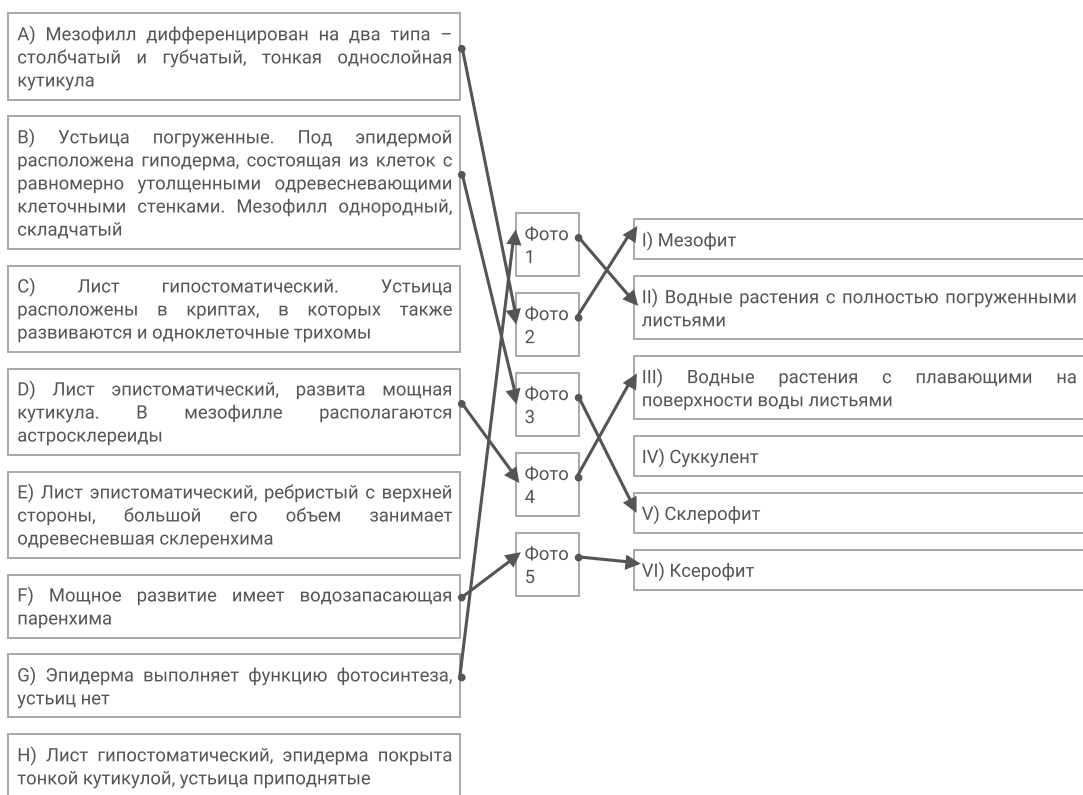 А) Мезофилл дифференцирован на два типа –
столбчатый и губчатый, тонкая однослойная
кутикула
B) Устьица погруженные. Под эпидермой
расположена гиподерма, состоящая из клеток с
равномерно утолщенными одревесневающими
клеточными стенками. Мезофилл однородный,
складчатый
C) Лист гипостоматический. Устьица
расположены в криптах, в которых также
развиваются и одноклеточные трихомы
D) Лист эпистоматический, развита мощная
кутикула. В мезофилле располагаются
астросклереиды
E) Лист эпистоматический, ребристый с верхней
стороны, большой его объем занимает
одревесневшая склеренхима
F) Мощное развитие имеет водозапасающая
паренхима
G) Эпидерма выполняет функцию фотосинтеза,
устьиц нет
H) Лист гипостоматический, эпидерма покрыта
тонкой кутикулой, устьица приподнятые
Фото
1
Фото
2
Фото
3
Фото
4
Фото
5
I) Мезофит
II) Водные растения с полностью погруженными
листьями
III) Водные растения с плавающими на
поверхности воды листьями
IV) Суккулент
V) Склерофит
VI) Ксерофит